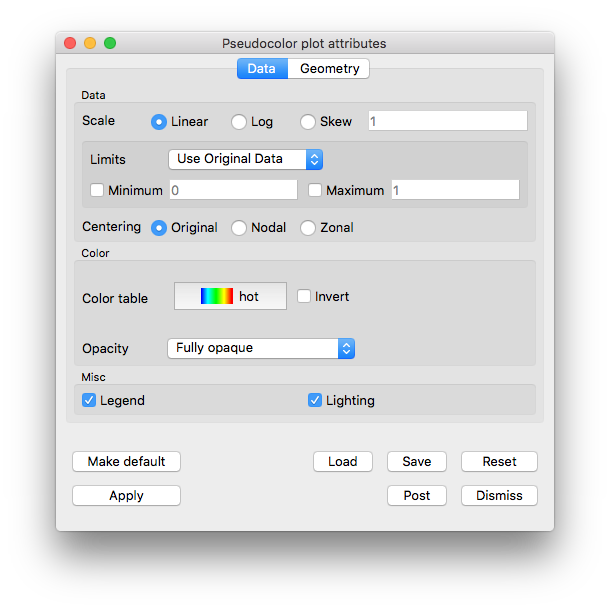 Pseudocolor plot attributes
Data Geometry
Data
Scale Linear Log Skew 1
Limits Use Original Data
Minimum 0 Maximum 1
Centering Original Nodal Zonal
Color
Color table hot Invert
Opacity Fully opaque
Misc
Legend Lighting
Make default Load Save Reset
Apply Post Dismiss